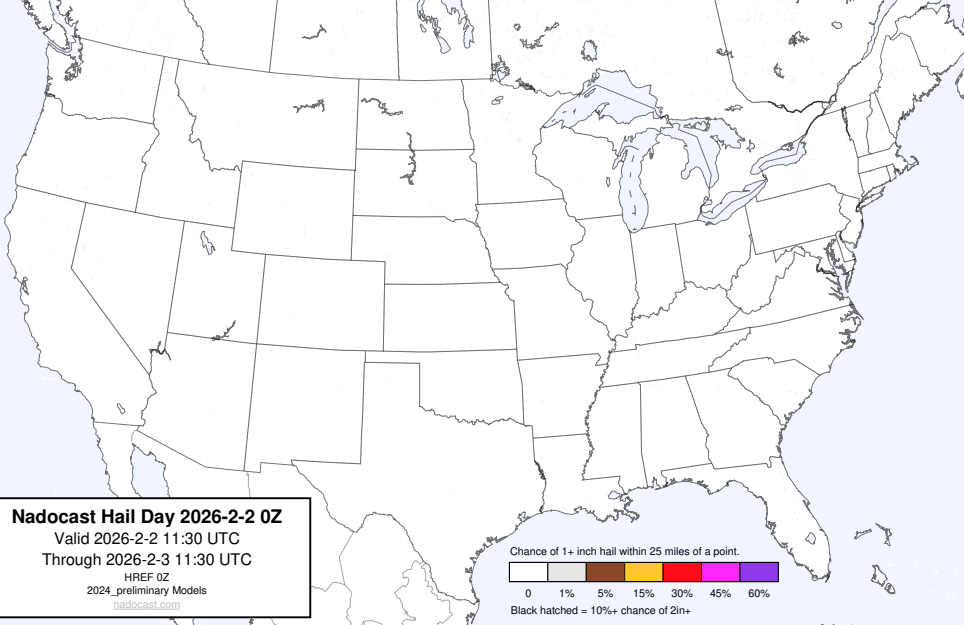 Nadocast Hail Day 2026-2-2 0Z
Valid 2026-2-2 11:30 UTC
Through 2026-2-3 11:30 UTC
HREF 0Z
2024_preliminary Models
nadocast.com
Chance of 1+ inch hail within 25 miles of a point.
0 1% 5% 15% 30% 45% 60%
Black hatched = 10%+ chance of 2in+